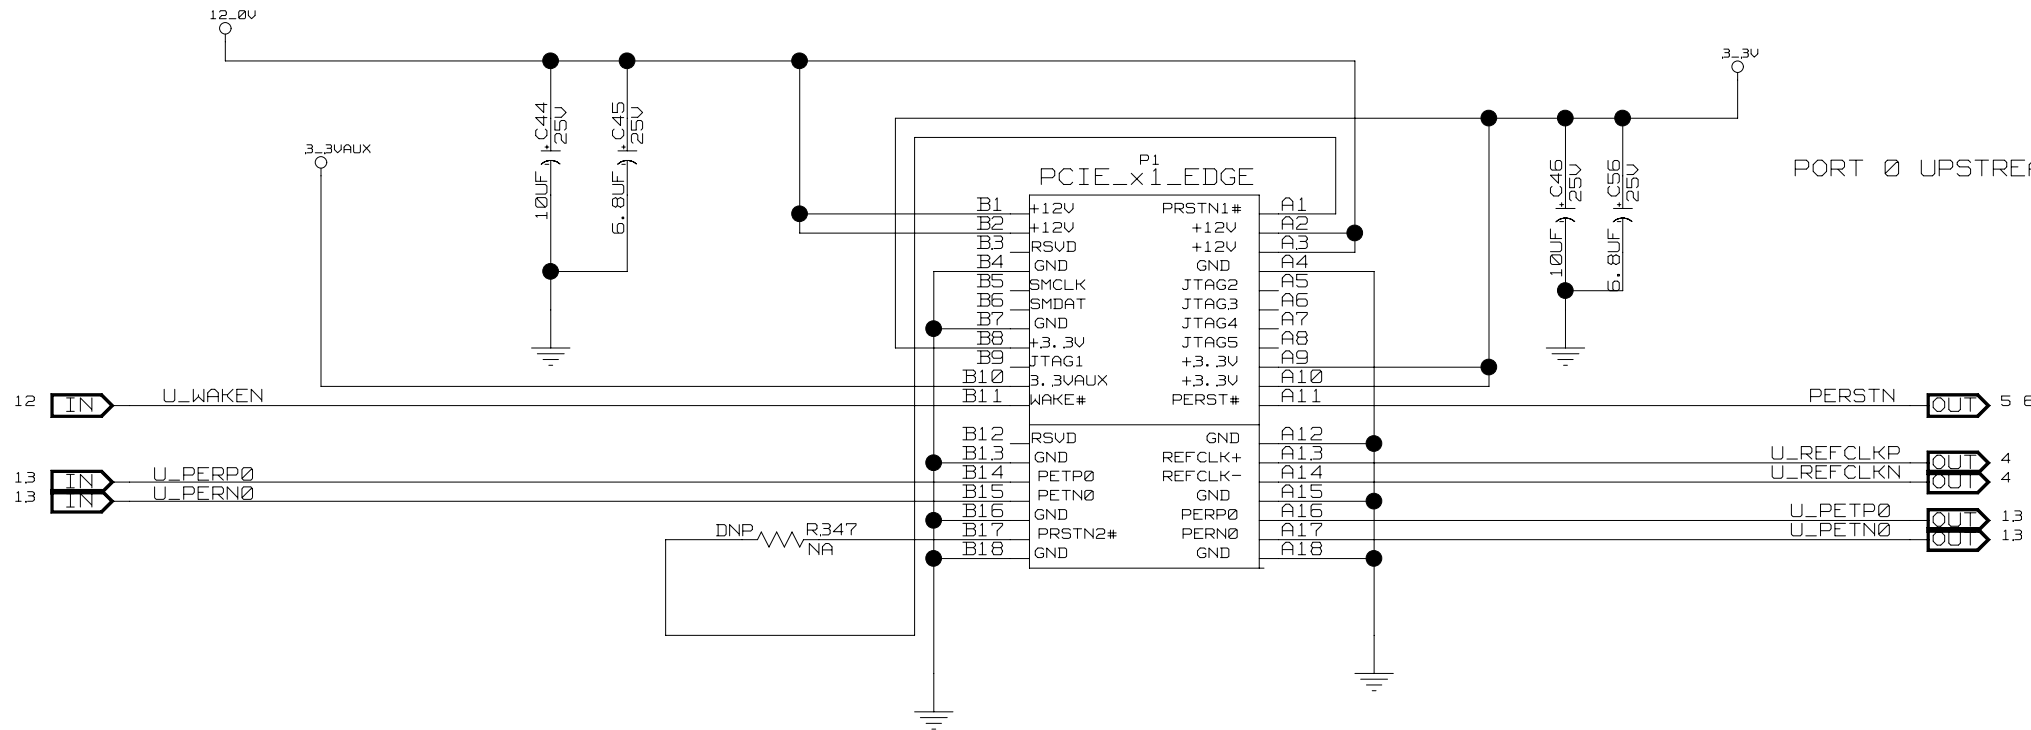 12_0V
3_3V
C44
25V
10UF
C45
25V
6.8UF
3_3VAUX
C46
25V
10UF
C56
25V
6.8UF
PORT 0 UPSTREA
P1
PCIE_x1_EDGE
B1 +12V PRSTN1# A1
B2 +12V +12V A2
B3 RSVD +12V A3
B4 GND GND A4
B5 SMCLK JTAG2 A5
B6 SMDAT JTAG3 A6
B7 GND JTAG4 A7
B8 +3.3V JTAG5 A8
B9 JTAG1 +3.3V A9
B10 3.3VAUX +3.3V A10
12 IN U_WAKEN B11 WAKE# PERST# A11 PERSTN OUT 5 6
B12 RSVD GND A12
B13 GND REFCLK+ A13 U_REFCLKP OUT 4
13 IN U_PERP0 B14 PETP0 REFCLK- A14 U_REFCLKN OUT 4
13 IN U_PERN0 B15 PETN0 GND A15
B16 GND PERP0 A16 U_PETP0 OUT 13
DNP R347 B17 PRSTN2# PERN0 A17 U_PETN0 OUT 13
NA
B18 GND GND A18